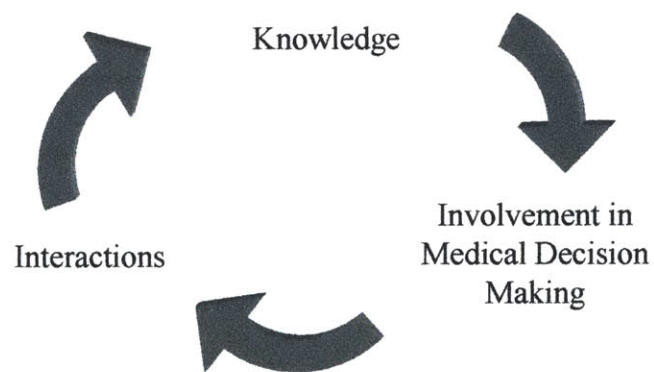 Knowledge
Involvement in
Medical Decision
Making
Interactions